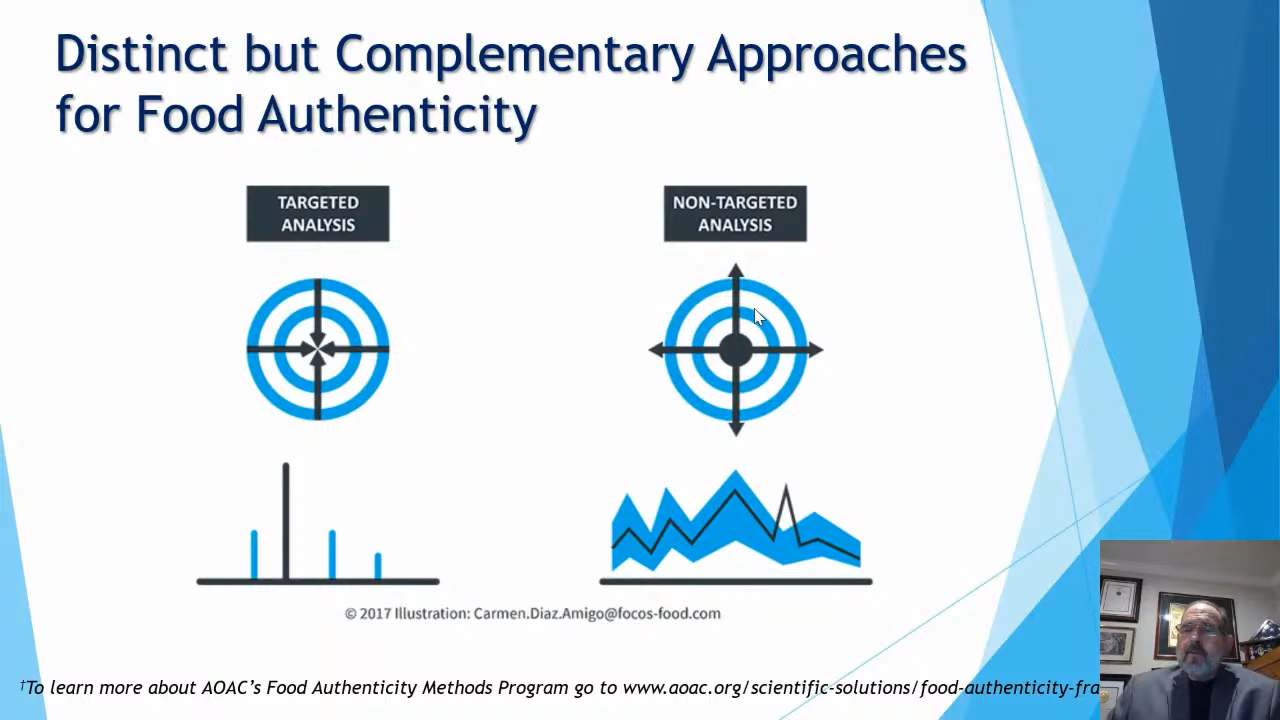 Distinct but Complementary Approaches
for Food Authenticity
TARGETED
ANALYSIS
NON-TARGETED
ANALYSIS
© 2017 Illustration: Carmen.Diaz.Amigo@focos-food.com
†To learn more about AOAC's Food Authenticity Methods Program go to www.aoac.org/scientific-solutions/food-authenticity-fra